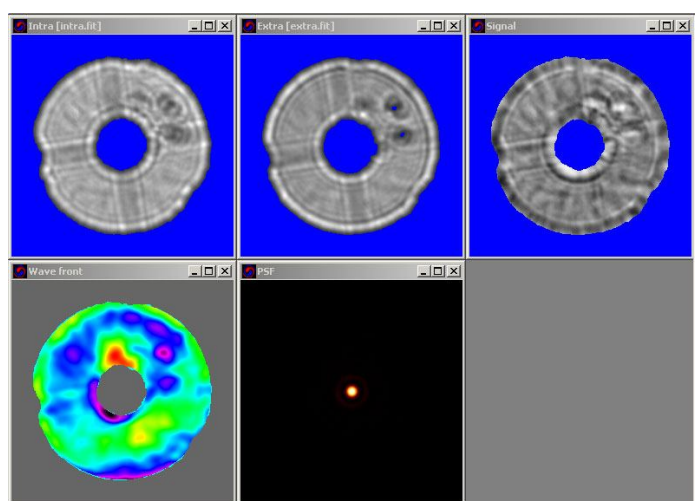 Intra [intra.fit]
Extra [extra.fit]
Signal
Wave front
PSF